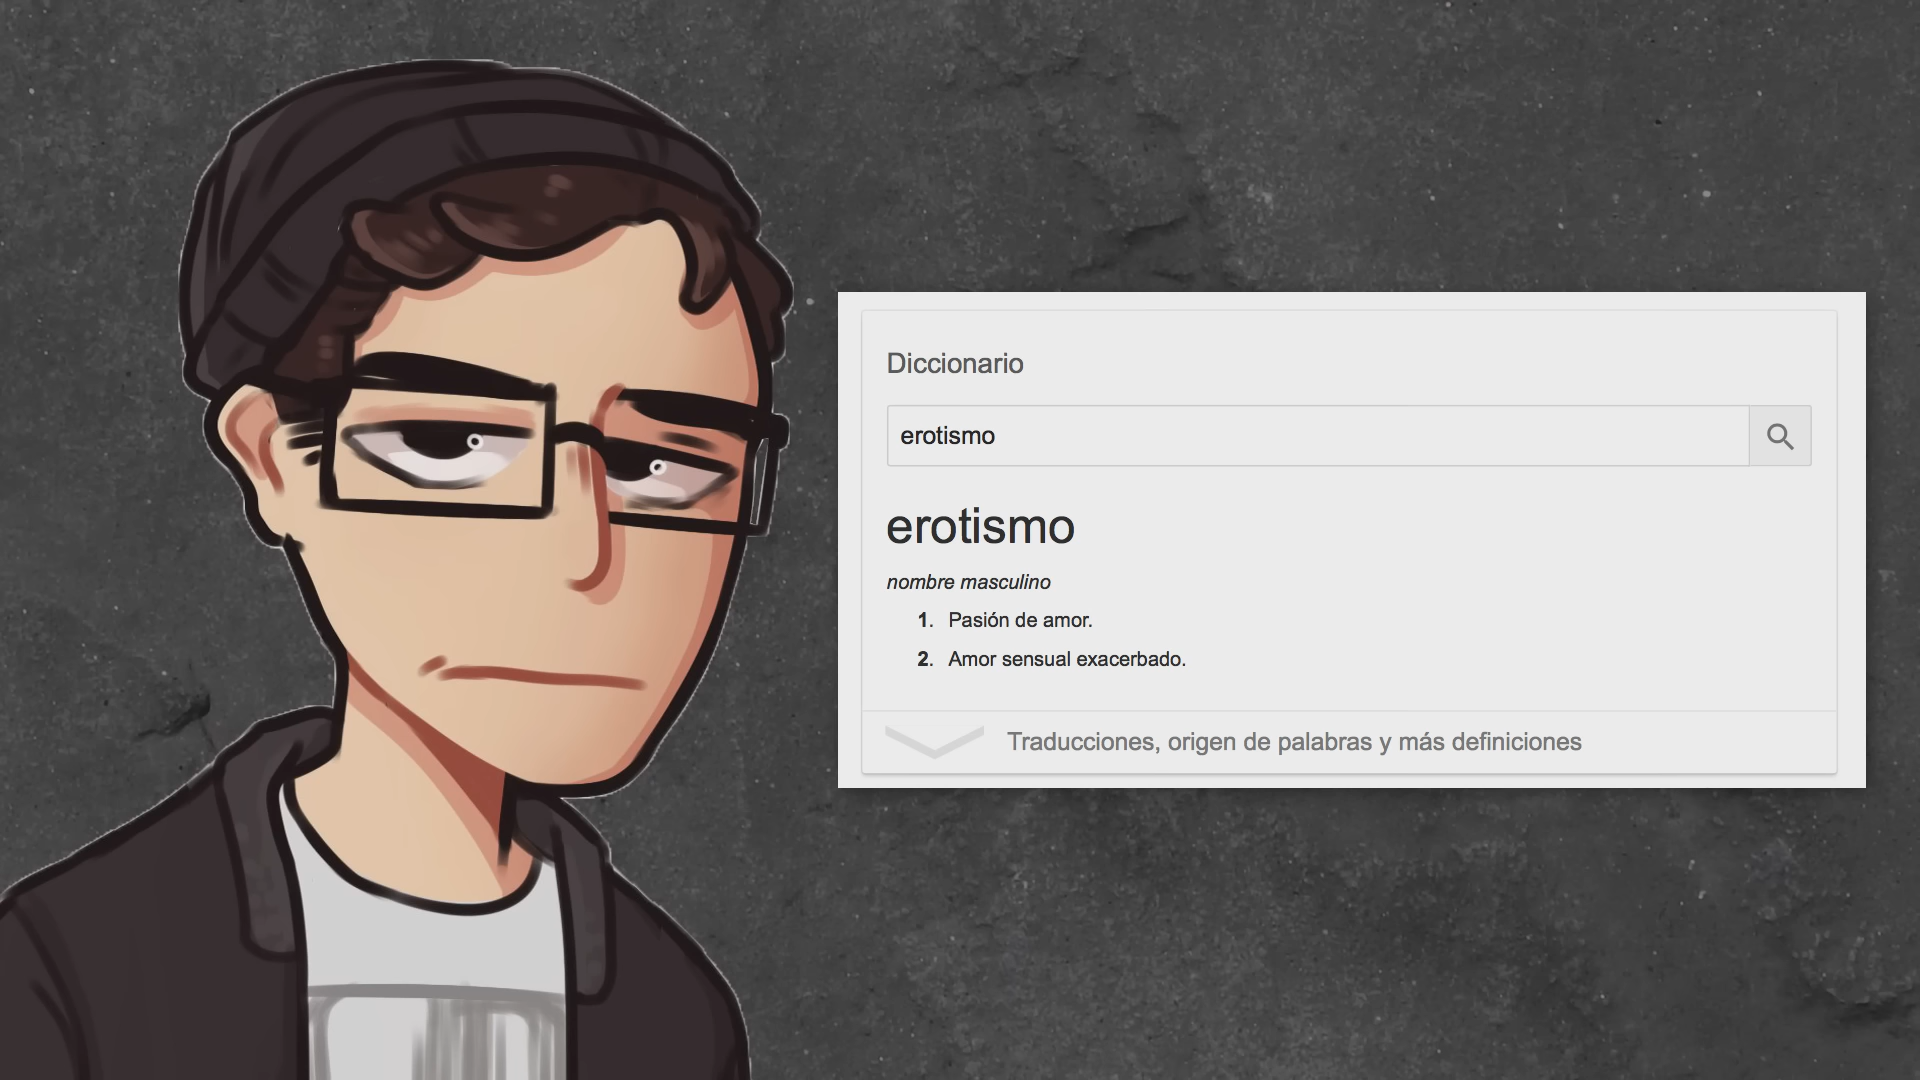 Diccionario
erotismo
erotismo
nombre masculino
1. Pasión de amor.
2. Amor sensual exacerbado.
Traducciones, origen de palabras y más definiciones